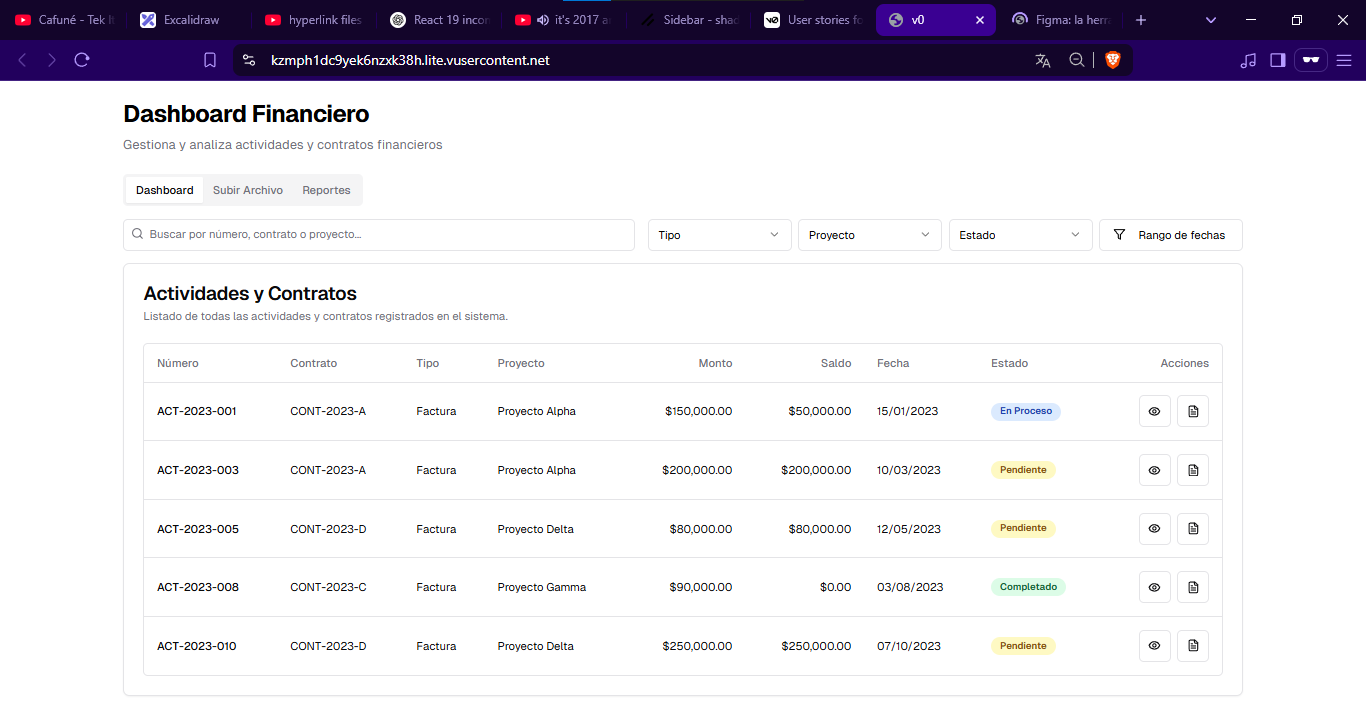 Cafuné - Tek It
Excalidraw
hyperlink files
React 19 incon
it's 2017 a
Sidebar - shad
v0 User stories fo
v0
Figma: la herra
kzmph1dc9yek6nzxk38h.lite.vusercontent.net
Dashboard Financiero
Gestiona y analiza actividades y contratos financieros
Dashboard Subir Archivo Reportes
Buscar por número, contrato o proyecto...
Tipo Proyecto Estado Rango de fechas
Actividades y Contratos
Listado de todas las actividades y contratos registrados en el sistema.
Número Contrato Tipo Proyecto Monto Saldo Fecha Estado Acciones
ACT-2023-001 CONT-2023-A Factura Proyecto Alpha $150,000.00 $50,000.00 15/01/2023 En Proceso
ACT-2023-003 CONT-2023-A Factura Proyecto Alpha $200,000.00 $200,000.00 10/03/2023 Pendiente
ACT-2023-005 CONT-2023-D Factura Proyecto Delta $80,000.00 $80,000.00 12/05/2023 Pendiente
ACT-2023-008 CONT-2023-C Factura Proyecto Gamma $90,000.00 $0.00 03/08/2023 Completado
ACT-2023-010 CONT-2023-D Factura Proyecto Delta $250,000.00 $250,000.00 07/10/2023 Pendiente